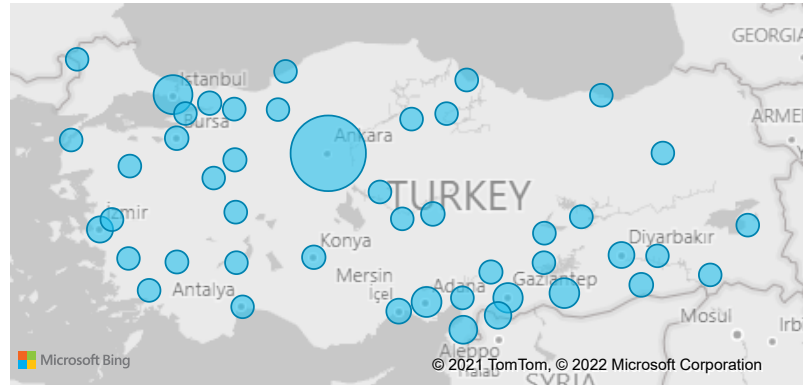 GEORGIA
Istanbul
Bursa
Ankara
ARME
TURKEY
İzmir
Konya
Diyarbakır
Mersin
İçel
Adana
Gaziantep
Antalya
Mosul
Irbi
Microsoft Bing
Aleppo
Halab
© 2021 TomTom, © 2022 Microsoft Corporation
SYRIA